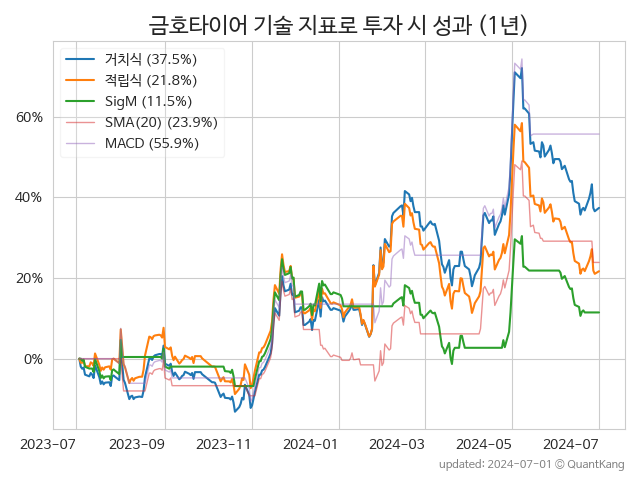 금호타이어 기술 지표로 투자 시 성과 (1년)
거치식 (37.5%)
적립식 (21.8%)
SigM (11.5%)
SMA(20) (23.9%)
MACD (55.9%)
60%
40%
20%
0%
2023-07 2023-09 2023-11 2024-01 2024-03 2024-05 2024-07
updated: 2024-07-01 © QuantKang